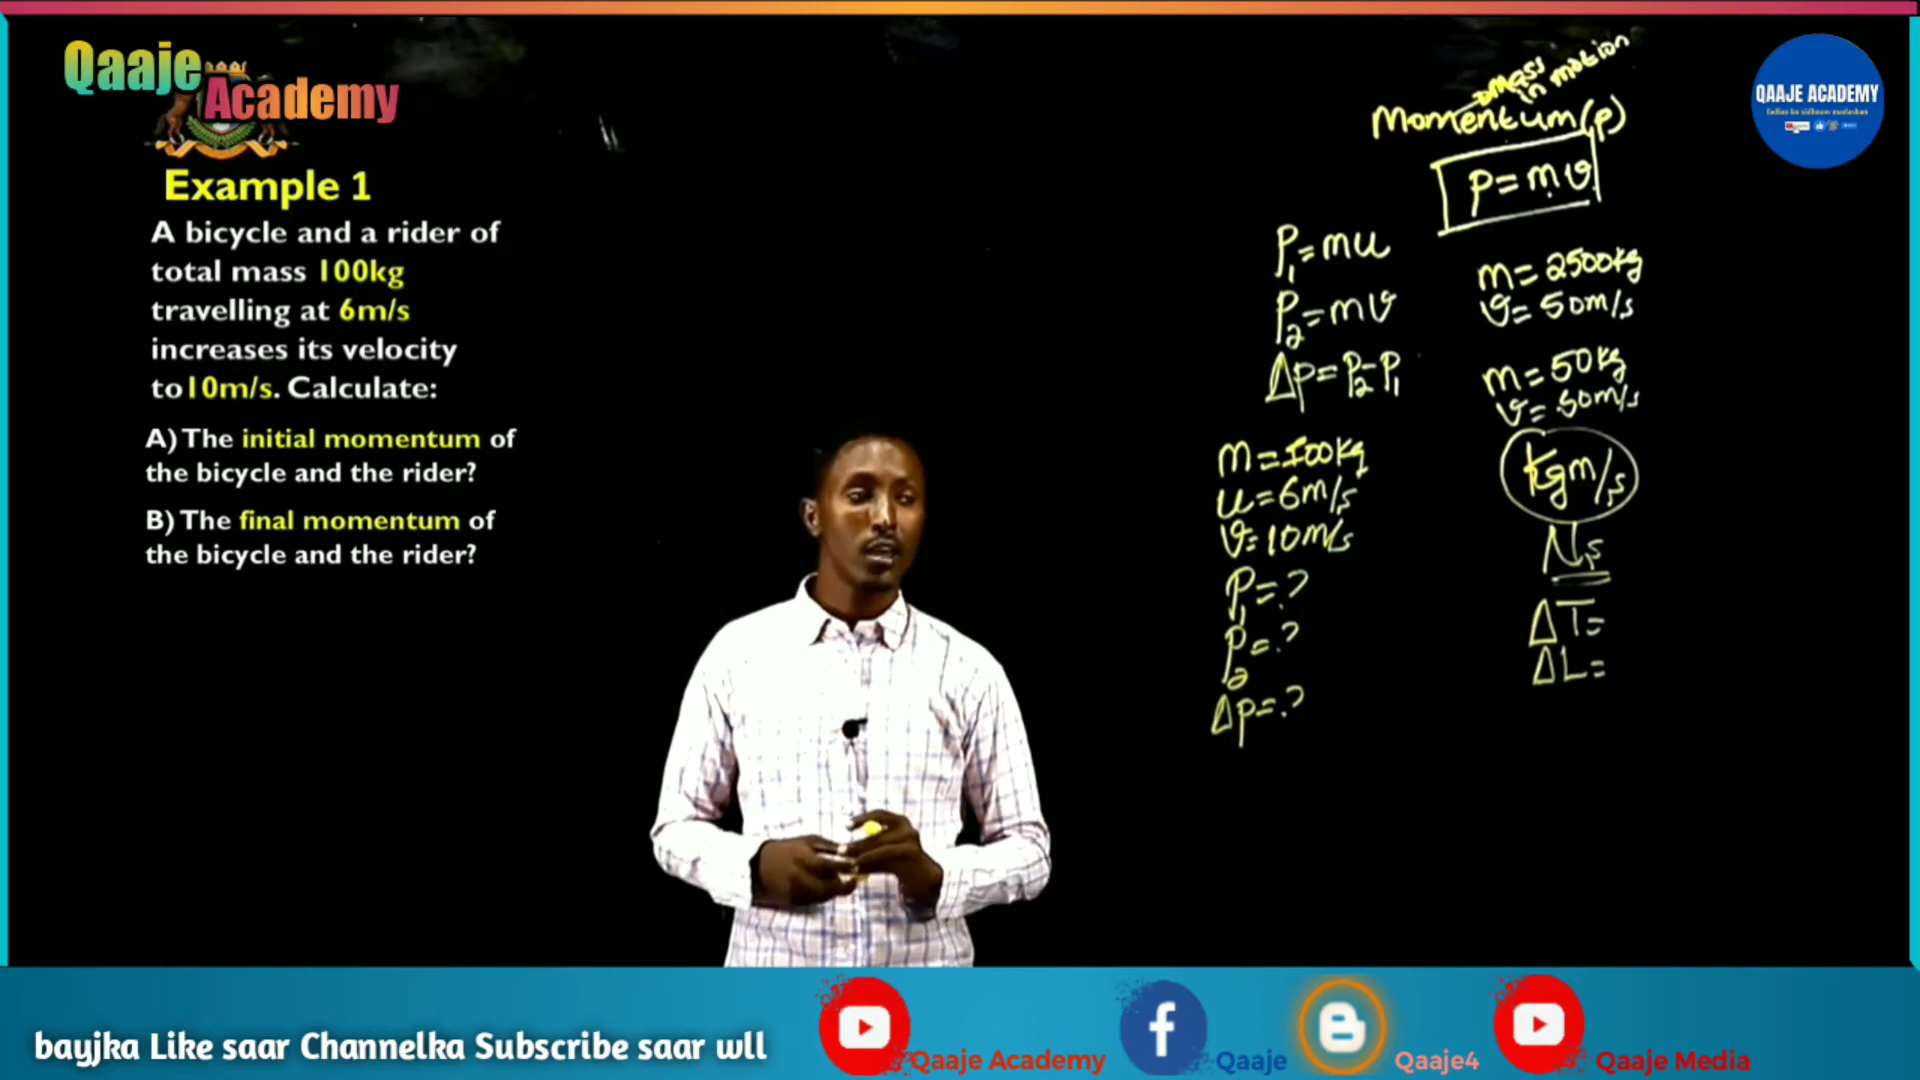 Qaaje
Academy
QAAJE ACADEMY
Example 1
A bicycle and a rider of
total mass 100kg
travelling at 6m/s
increases its velocity
to10m/s. Calculate:
A) The initial momentum of
the bicycle and the rider?
B) The final momentum of
the bicycle and the rider?
mass
in motion
Momentum(p)
P=mv
P₁=mu
P₂=mv
Δp=P₂-P₁
m=100kg
u=6m/s
v=10m/s
P₁=?
P₂=?
Δp=?
m=2500kg
v=50m/s
m=50kg
v=50m/s
kgm/s
Ns
ΔT=
ΔL=
bayjka Like saar Channelka Subscribe saar wll
Qaaje Academy
Qaaje
Qaaje4
Qaaje Media